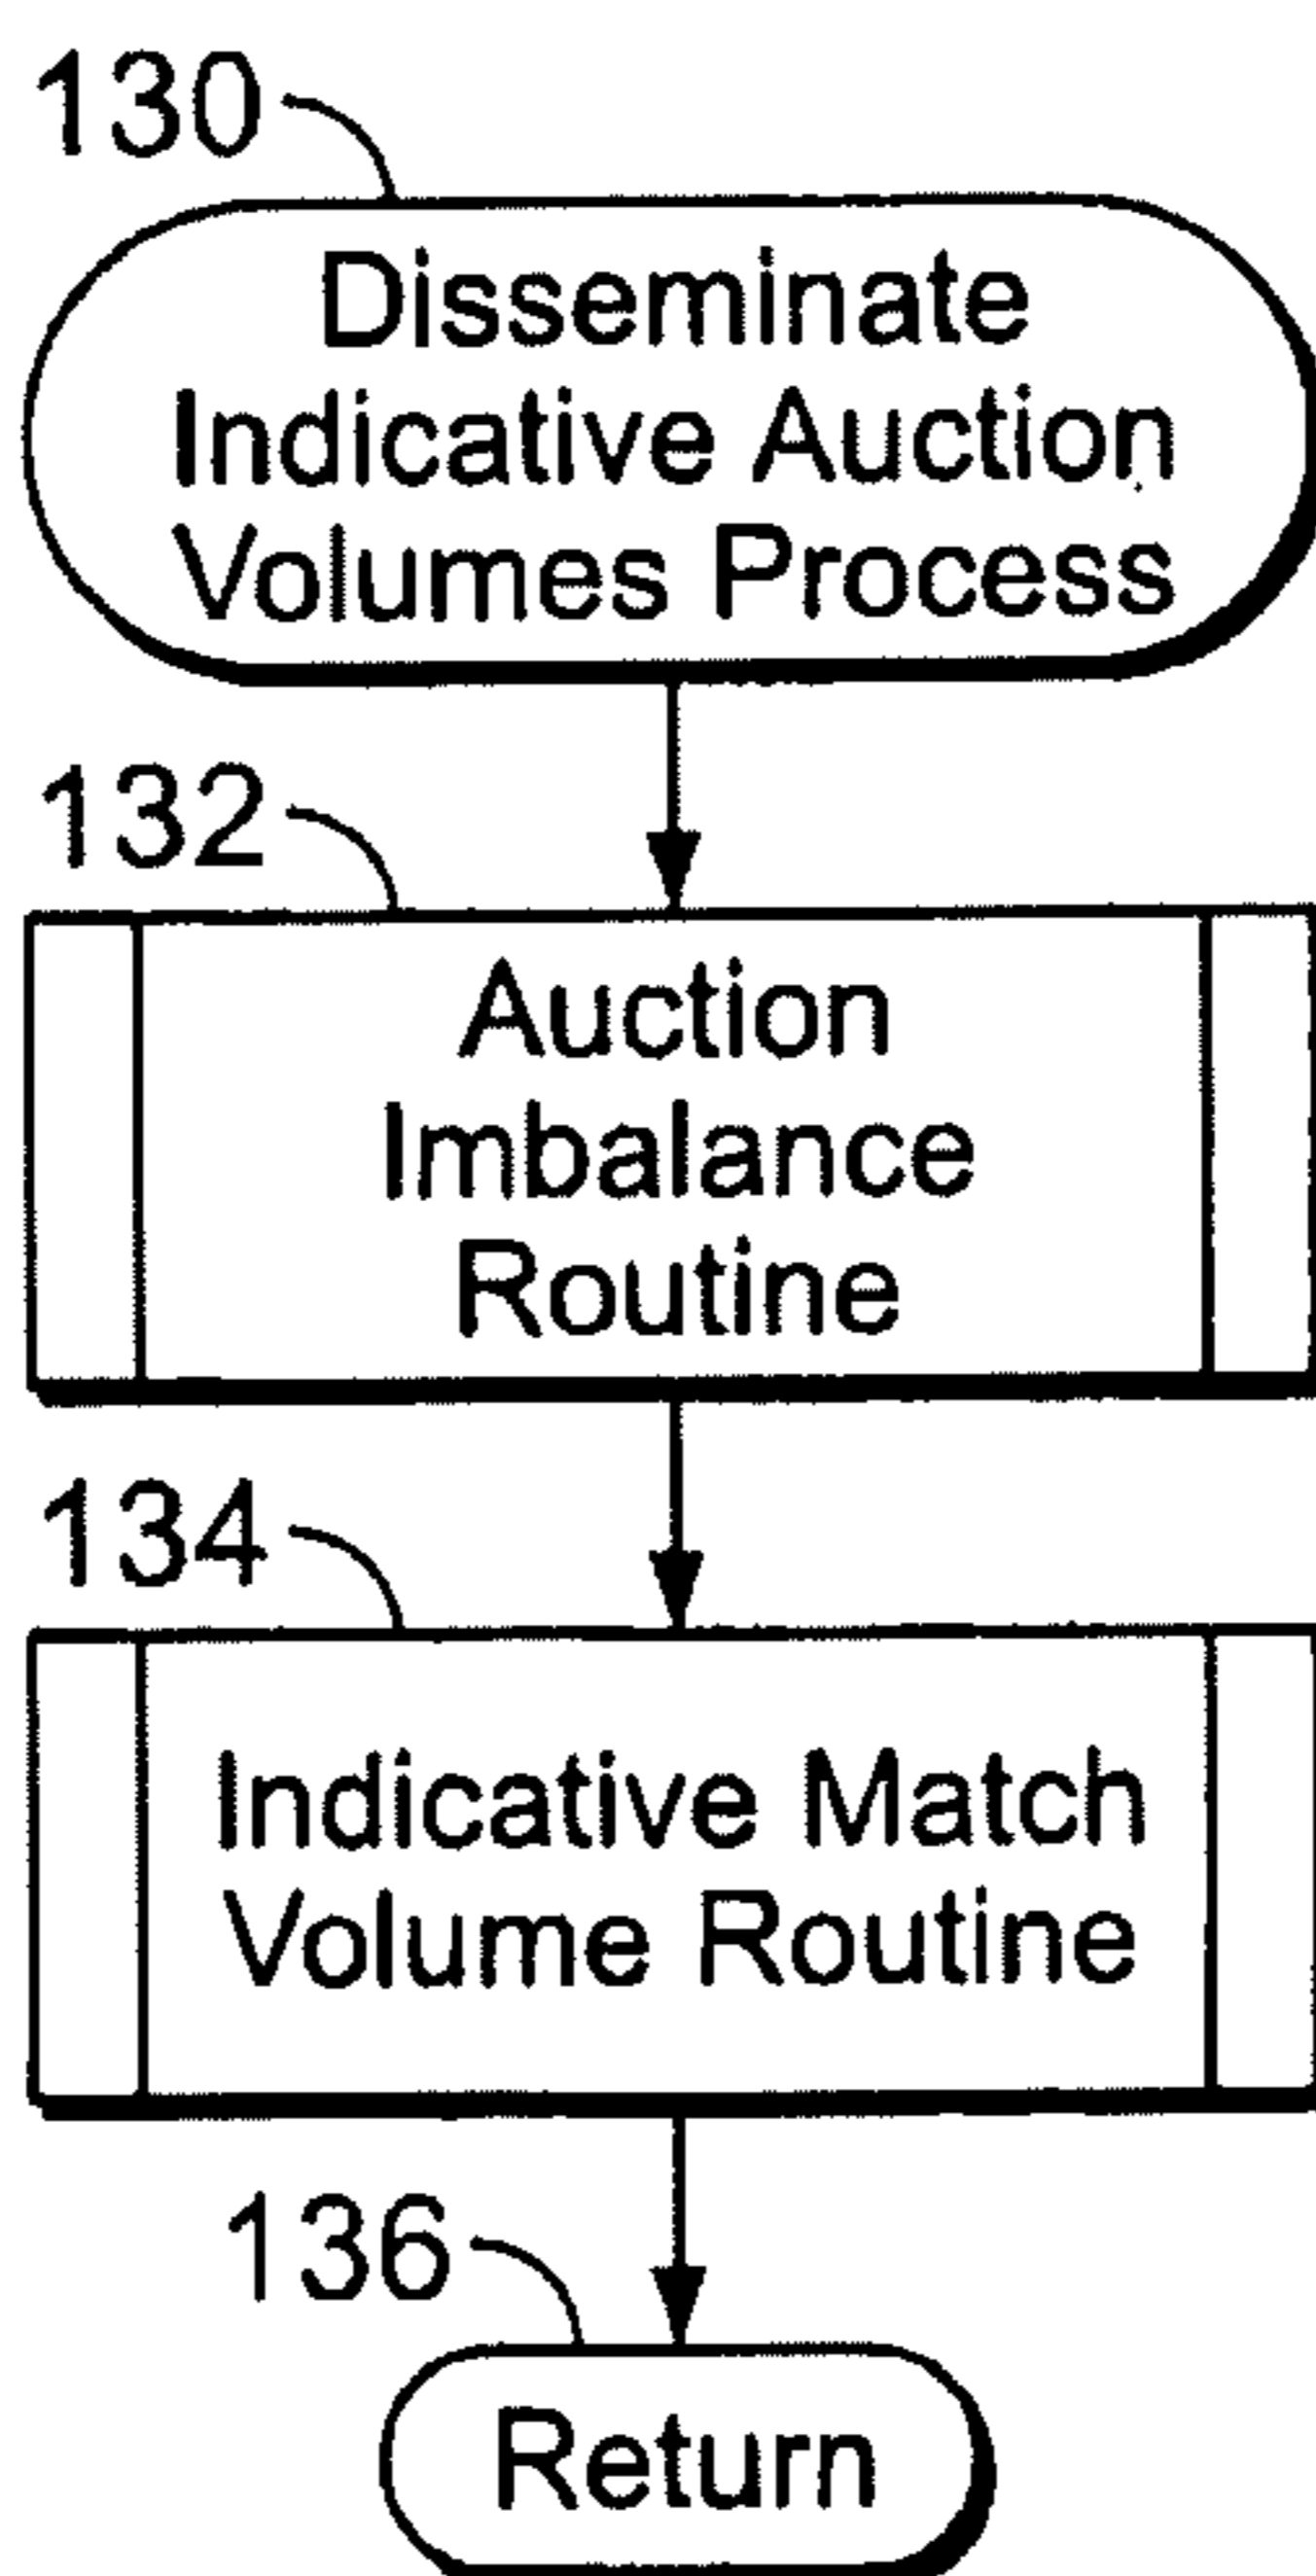 130
Disseminate
Indicative Auction
Volumes Process
132
Auction
Imbalance
Routine
134
Indicative Match
Volume Routine
136
Return